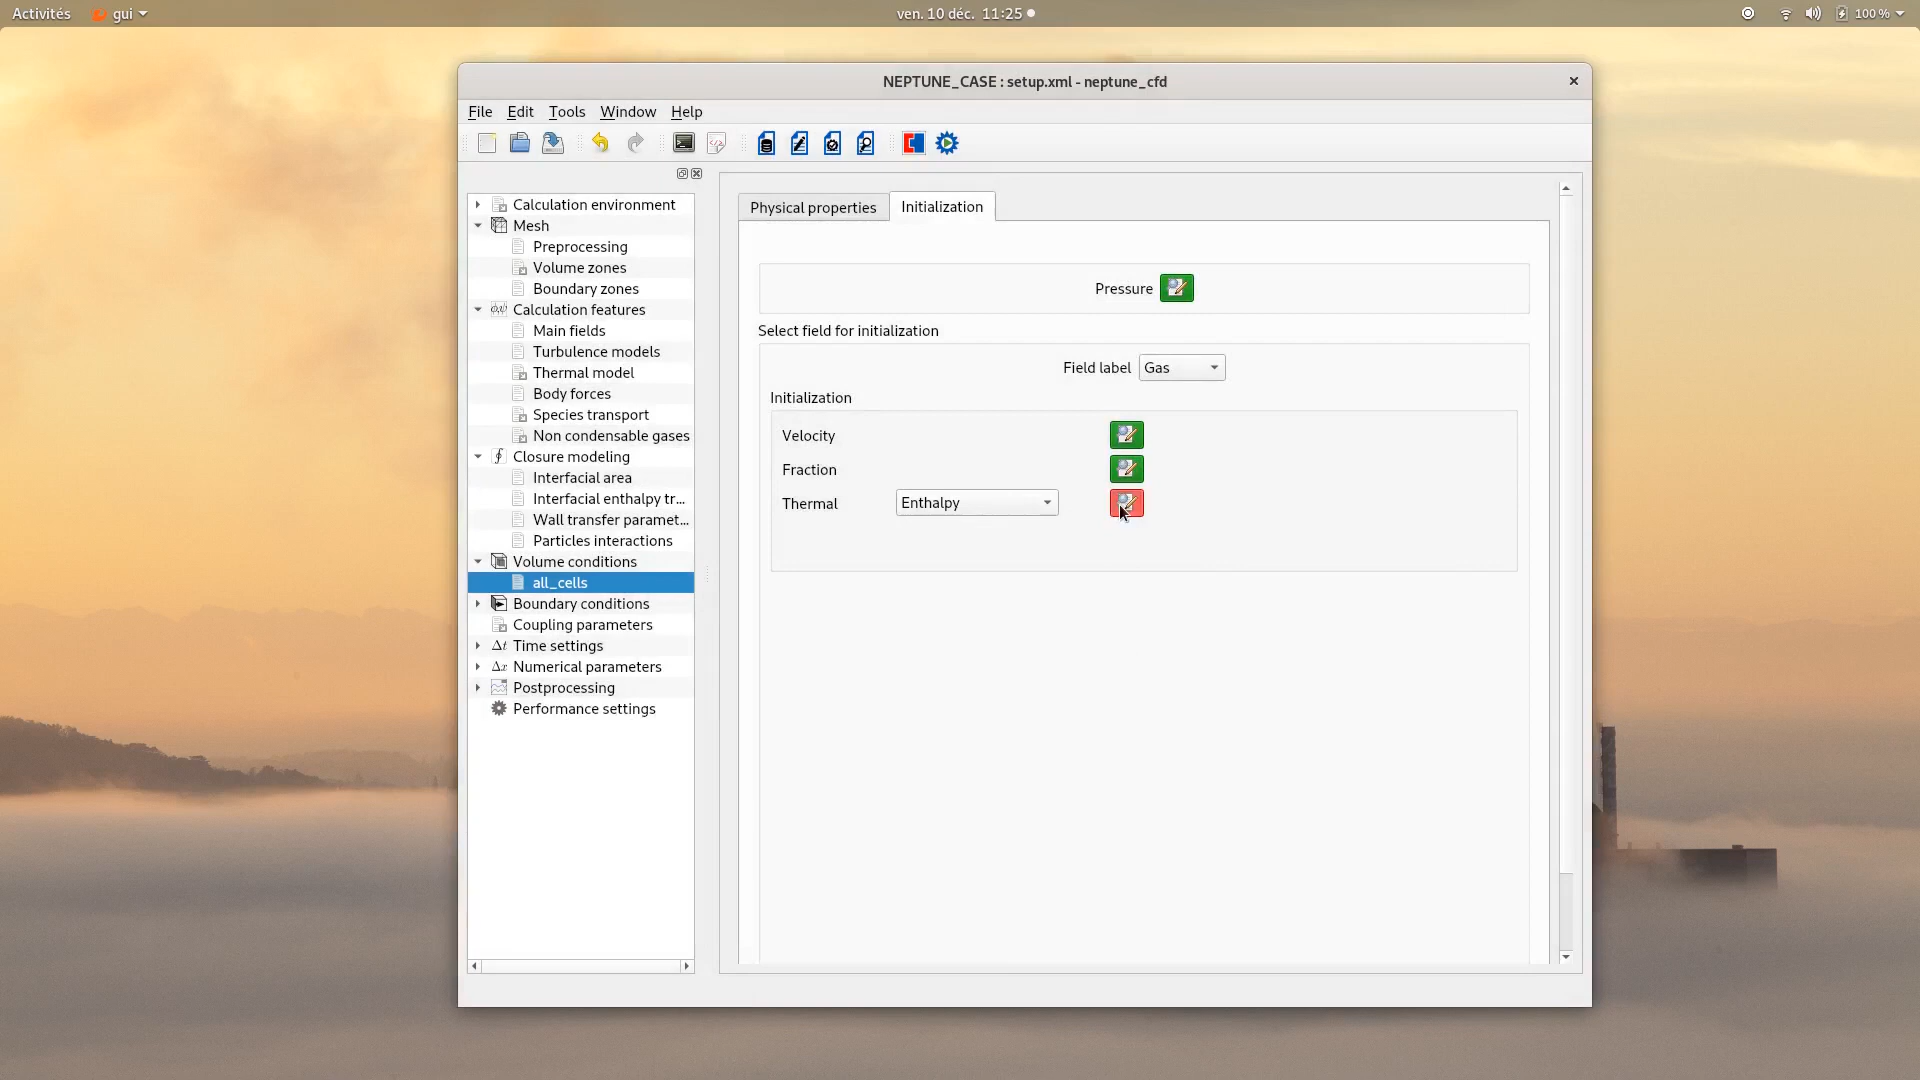 Activités
gui
ven. 10 déc. 11:25
100 %
NEPTUNE_CASE : setup.xml - neptune_cfd
File Edit Tools Window Help
Calculation environment
Mesh
Preprocessing
Volume zones
Boundary zones
Calculation features
Main fields
Turbulence models
Thermal model
Body forces
Species transport
Non condensable gases
Closure modeling
Interfacial area
Interfacial enthalpy tr...
Wall transfer paramet...
Particles interactions
Volume conditions
all_cells
Boundary conditions
Coupling parameters
Δt Time settings
Δx Numerical parameters
Postprocessing
Performance settings
Physical properties
Initialization
Pressure
Select field for initialization
Field label Gas
Initialization
Velocity
Fraction
Thermal Enthalpy